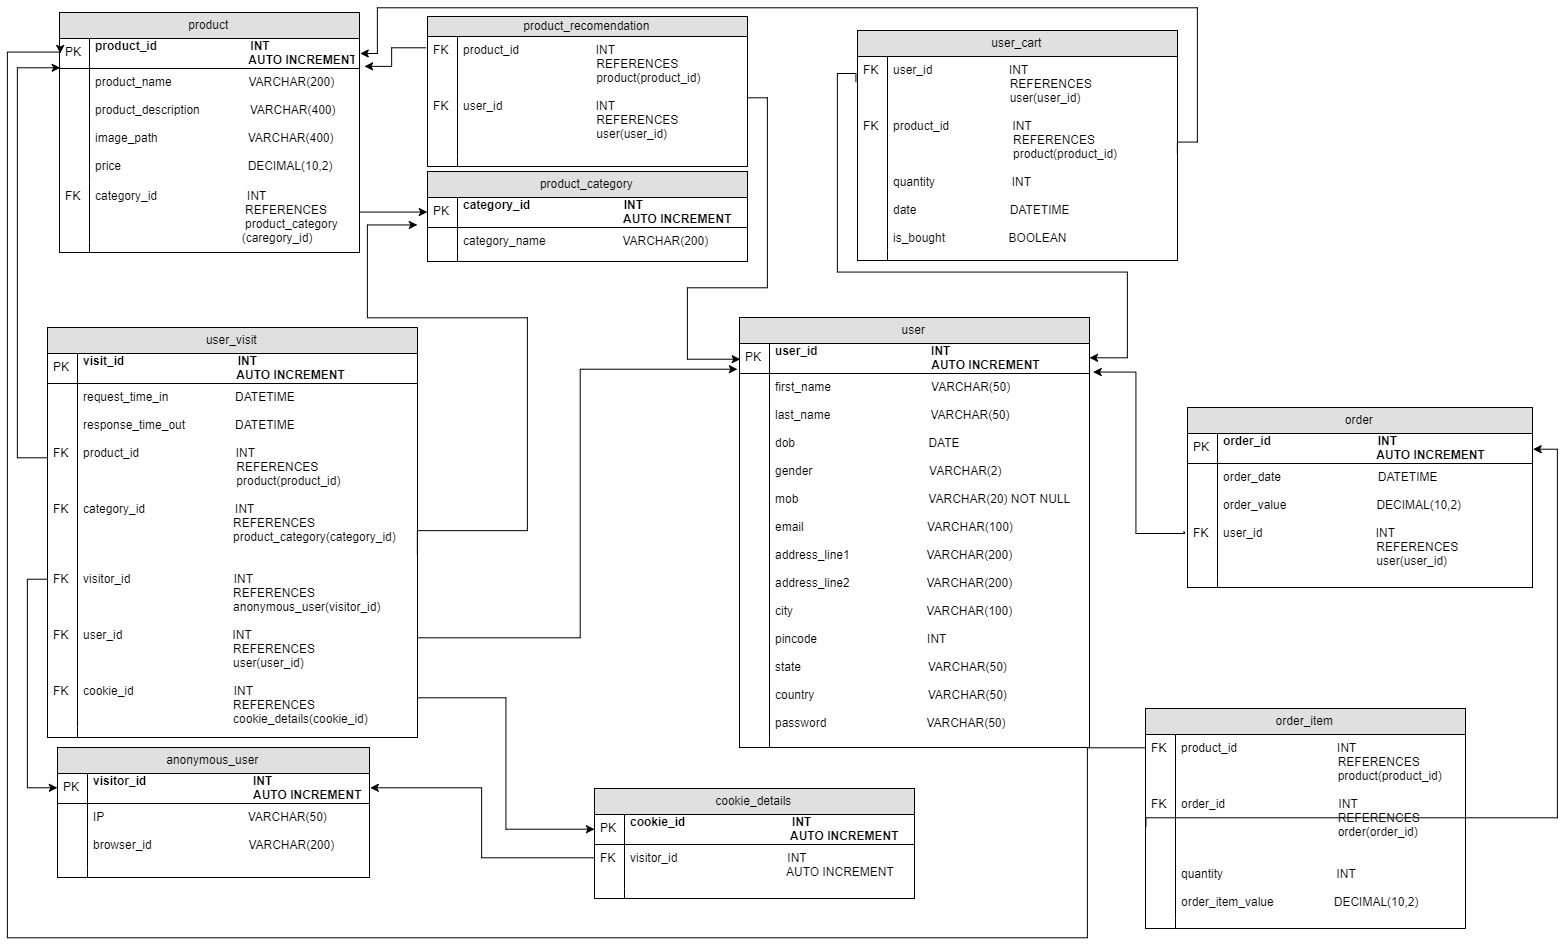 product
PK product_id INT
AUTO INCREMENT
product_name VARCHAR(200)
product_description VARCHAR(400)
image_path VARCHAR(400)
price DECIMAL(10,2)
FK category_id INT
REFERENCES
product_category
(caregory_id)
product_recomendation
FK product_id INT
REFERENCES
product(product_id)
FK user_id INT
REFERENCES
user(user_id)
product_category
PK category_id INT
AUTO INCREMENT
category_name VARCHAR(200)
user_cart
FK user_id INT
REFERENCES
user(user_id)
FK product_id INT
REFERENCES
product(product_id)
quantity INT
date DATETIME
is_bought BOOLEAN
user_visit
PK visit_id INT
AUTO INCREMENT
request_time_in DATETIME
response_time_out DATETIME
FK product_id INT
REFERENCES
product(product_id)
FK category_id INT
REFERENCES
product_category(category_id)
FK visitor_id INT
REFERENCES
anonymous_user(visitor_id)
FK user_id INT
REFERENCES
user(user_id)
FK cookie_id INT
REFERENCES
cookie_details(cookie_id)
user
PK user_id INT
AUTO INCREMENT
first_name VARCHAR(50)
last_name VARCHAR(50)
dob DATE
gender VARCHAR(2)
mob VARCHAR(20) NOT NULL
email VARCHAR(100)
address_line1 VARCHAR(200)
address_line2 VARCHAR(200)
city VARCHAR(100)
pincode INT
state VARCHAR(50)
country VARCHAR(50)
password VARCHAR(50)
order
PK order_id INT
AUTO INCREMENT
order_date DATETIME
order_value DECIMAL(10,2)
FK user_id INT
REFERENCES
user(user_id)
anonymous_user
PK visitor_id INT
AUTO INCREMENT
IP VARCHAR(50)
browser_id VARCHAR(200)
cookie_details
PK cookie_id INT
AUTO INCREMENT
FK visitor_id INT
AUTO INCREMENT
order_item
FK product_id INT
REFERENCES
product(product_id)
FK order_id INT
REFERENCES
order(order_id)
quantity INT
order_item_value DECIMAL(10,2)